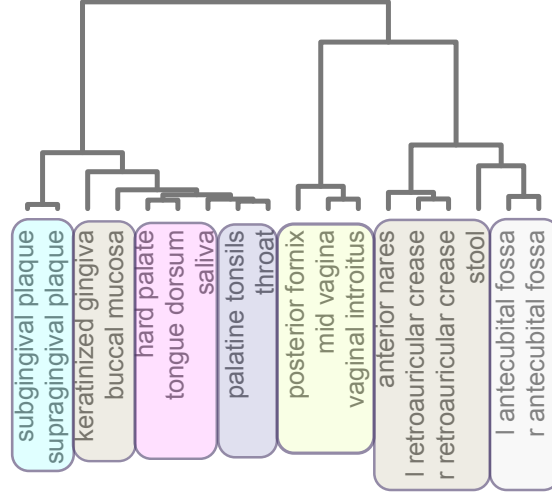 subgingival plaque
supragingival plaque
keratinized gingiva
buccal mucosa
hard palate
tongue dorsum
saliva
palatine tonsils
throat
posterior fornix
mid vagina
vaginal introitus
anterior nares
l retroauricular crease
r retroauricular crease
stool
l antecubital fossa
r antecubital fossa